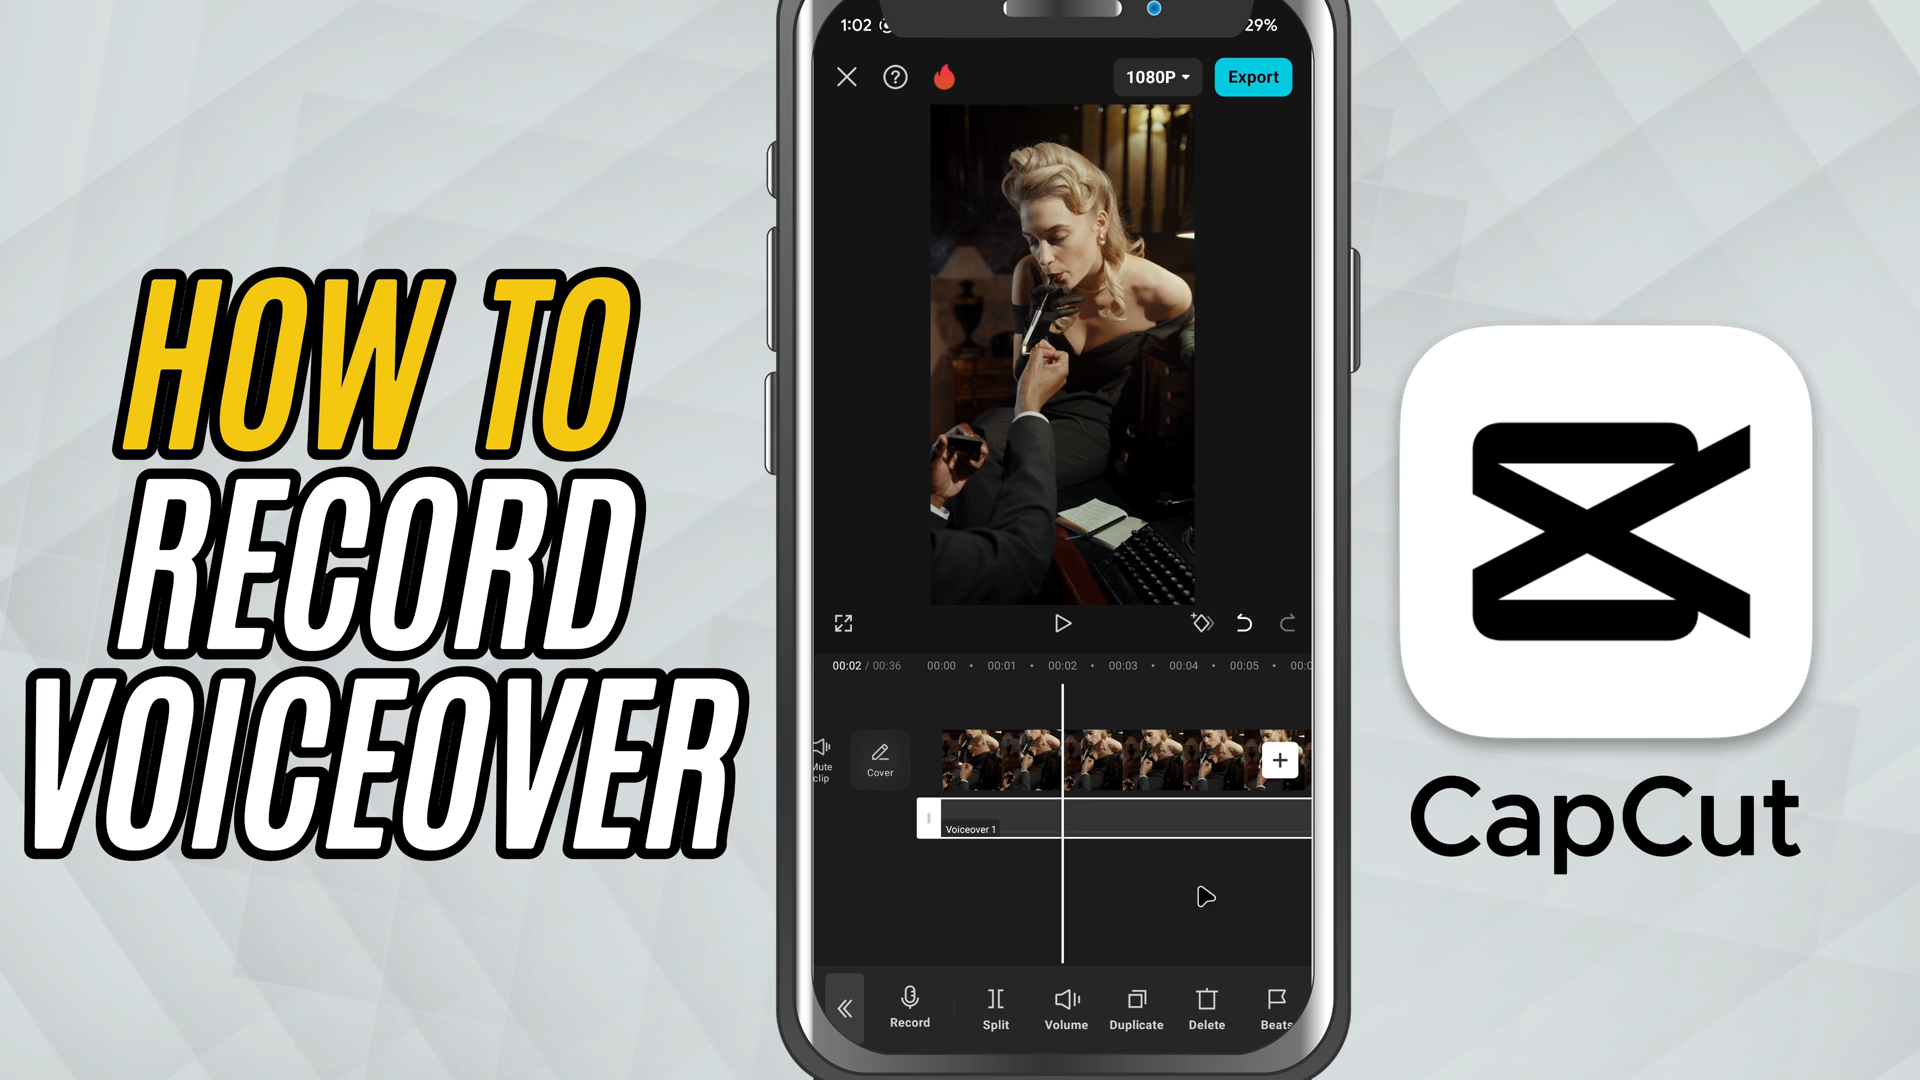 HOW TO
RECORD
VOICEOVER
1:02
29%
1080P
Export
00:02 / 00:36
00:00
00:01
00:02
00:03
00:04
00:05
Mute
clip
Cover
Voiceover 1
Record
Split
Volume
Duplicate
Delete
Beats
CapCut